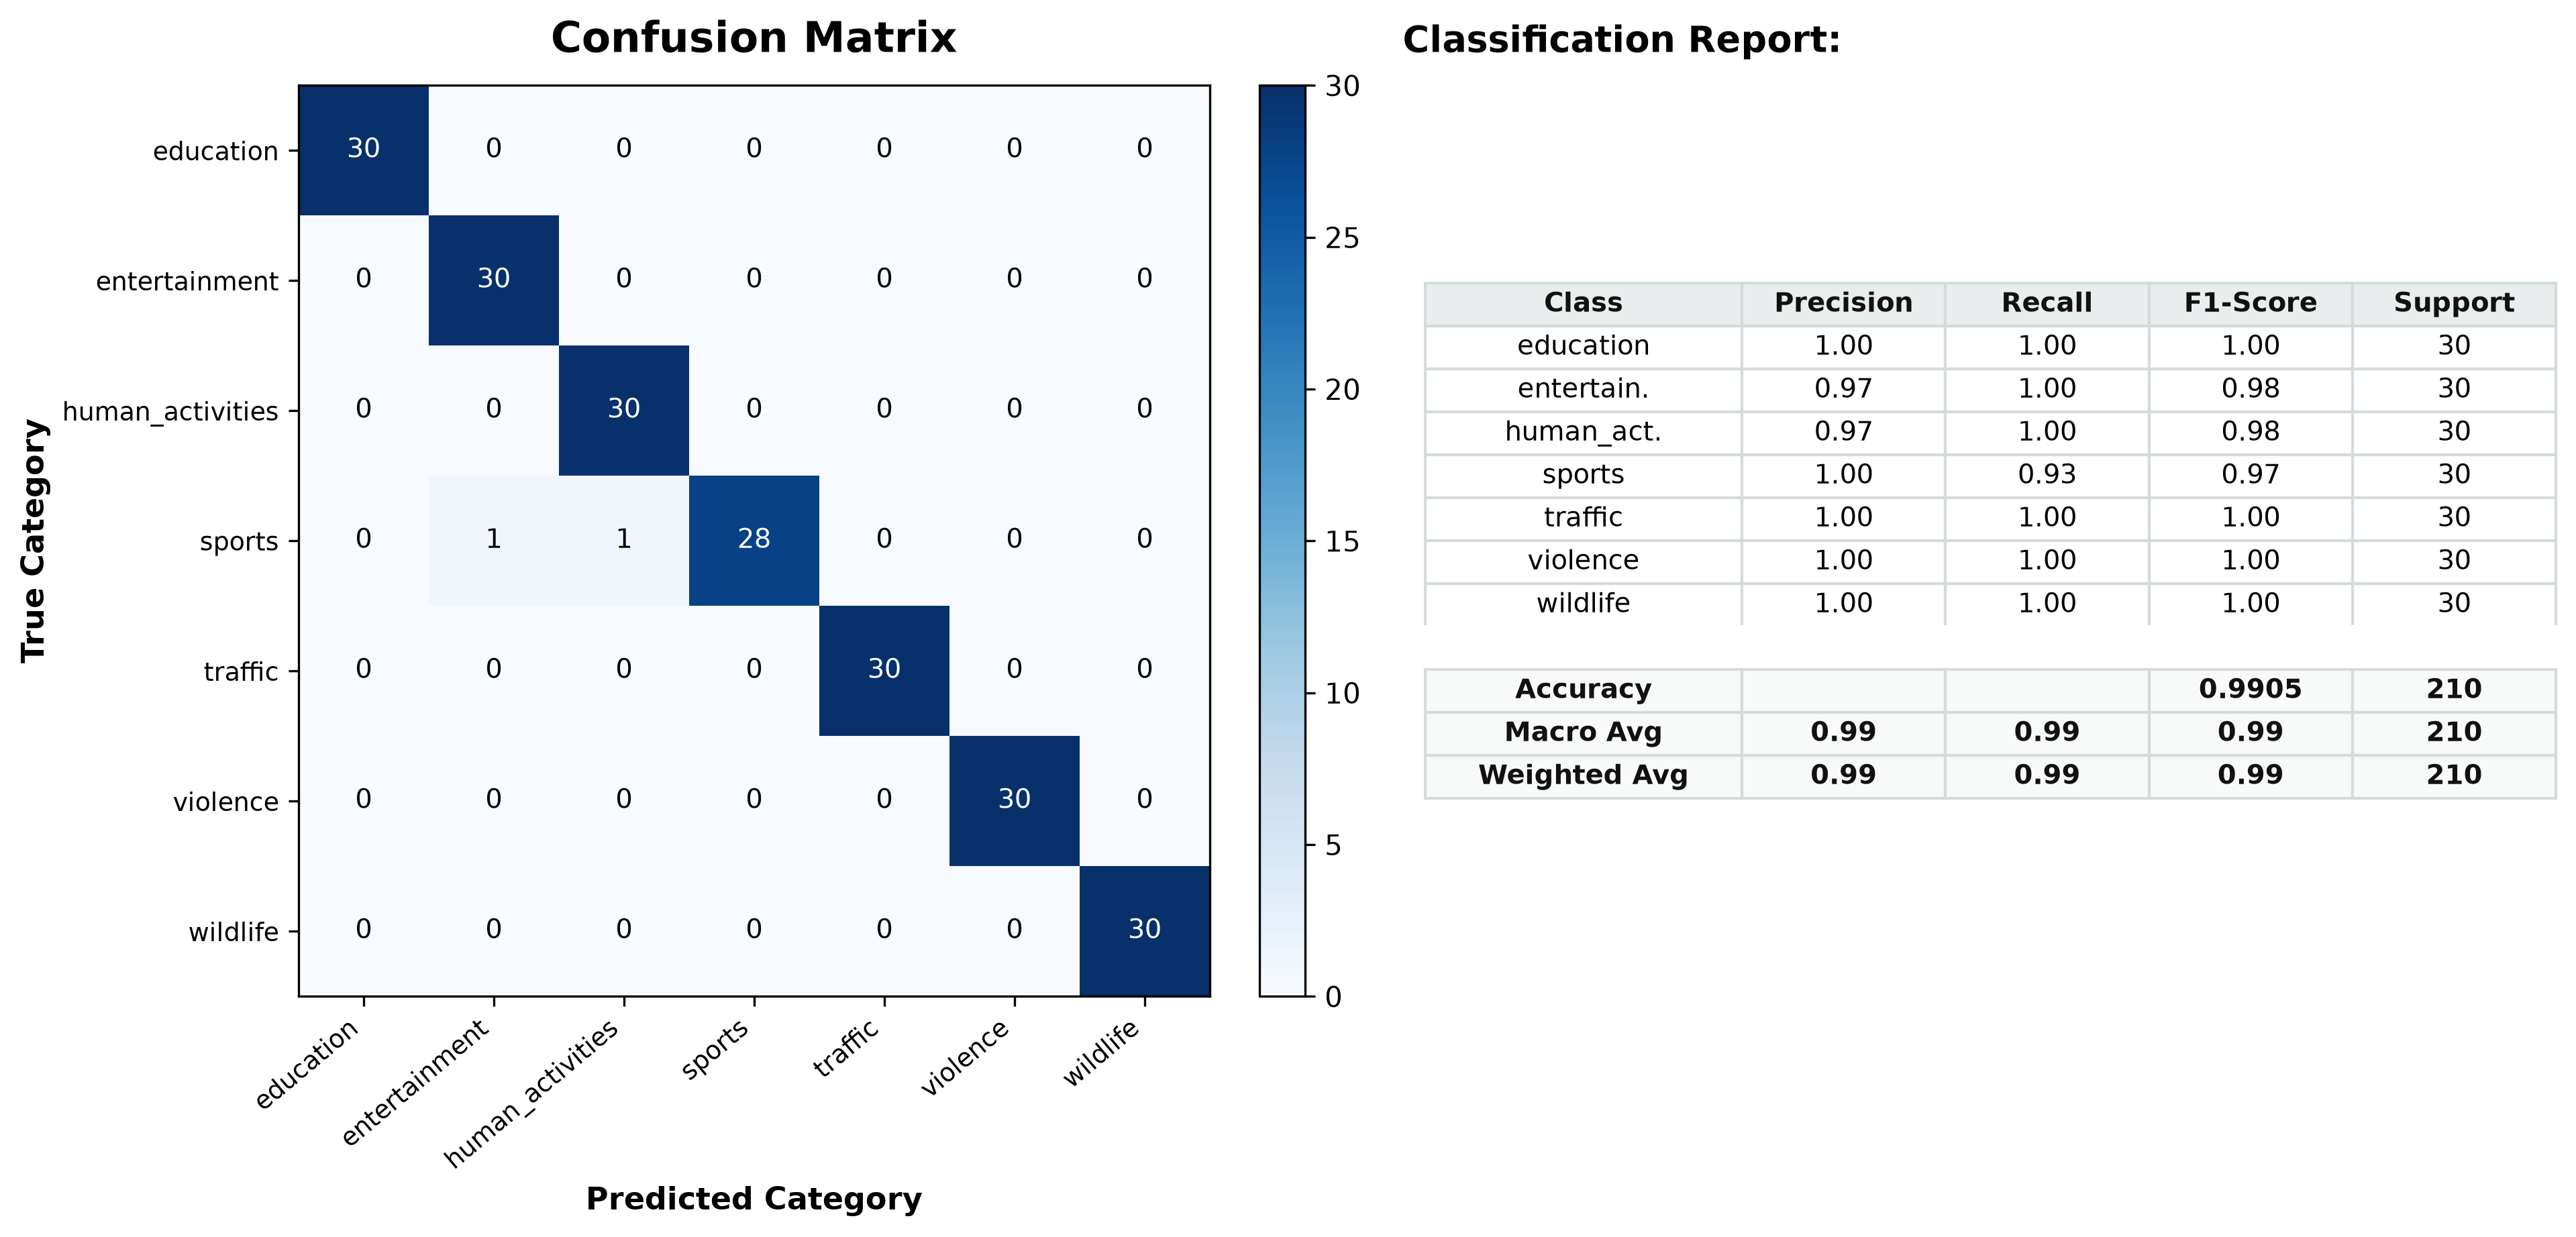 Confusion Matrix
True Category
education 30 0 0 0 0 0 0
entertainment 0 30 0 0 0 0 0
human_activities 0 0 30 0 0 0 0
sports 0 1 1 28 0 0 0
traffic 0 0 0 0 30 0 0
violence 0 0 0 0 0 30 0
wildlife 0 0 0 0 0 0 30
education entertainment human_activities sports traffic violence wildlife
Predicted Category
30
25
20
15
10
5
0
Classification Report:
Class Precision Recall F1-Score Support
education 1.00 1.00 1.00 30
entertain. 0.97 1.00 0.98 30
human_act. 0.97 1.00 0.98 30
sports 1.00 0.93 0.97 30
traffic 1.00 1.00 1.00 30
violence 1.00 1.00 1.00 30
wildlife 1.00 1.00 1.00 30
Accuracy 0.9905 210
Macro Avg 0.99 0.99 0.99 210
Weighted Avg 0.99 0.99 0.99 210